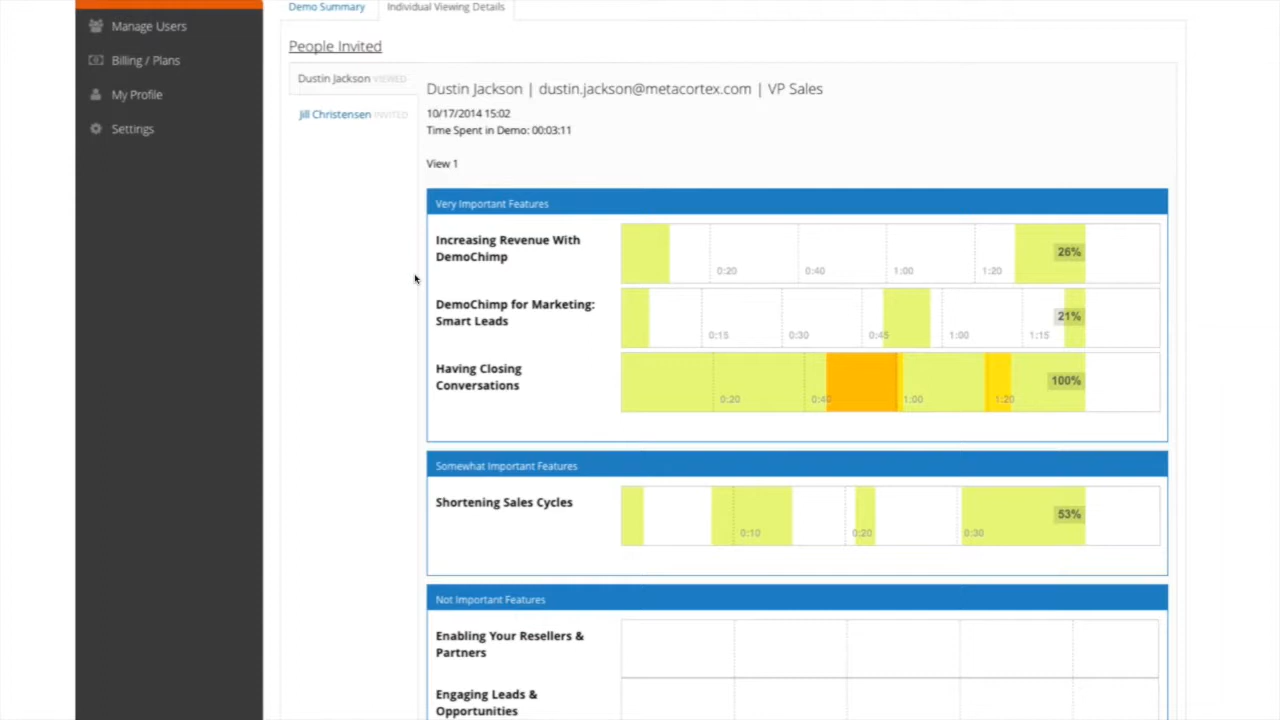 Demo Summary
Individual Viewing Details
Manage Users
Billing / Plans
My Profile
Settings
People Invited
Dustin Jackson VIEWED
Jill Christensen INVITED
Dustin Jackson | dustin.jackson@metacortex.com | VP Sales
10/17/2014 15:02
Time Spent in Demo: 00:03:11
View 1
Very Important Features
Increasing Revenue With
DemoChimp
0:20 0:40 1:00 1:20 26%
DemoChimp for Marketing:
Smart Leads
0:15 0:30 0:45 1:00 1:15 21%
Having Closing
Conversations
0:20 0:40 1:00 1:20 100%
Somewhat Important Features
Shortening Sales Cycles
0:10 0:20 0:30 53%
Not Important Features
Enabling Your Resellers &
Partners
Engaging Leads &
Opportunities